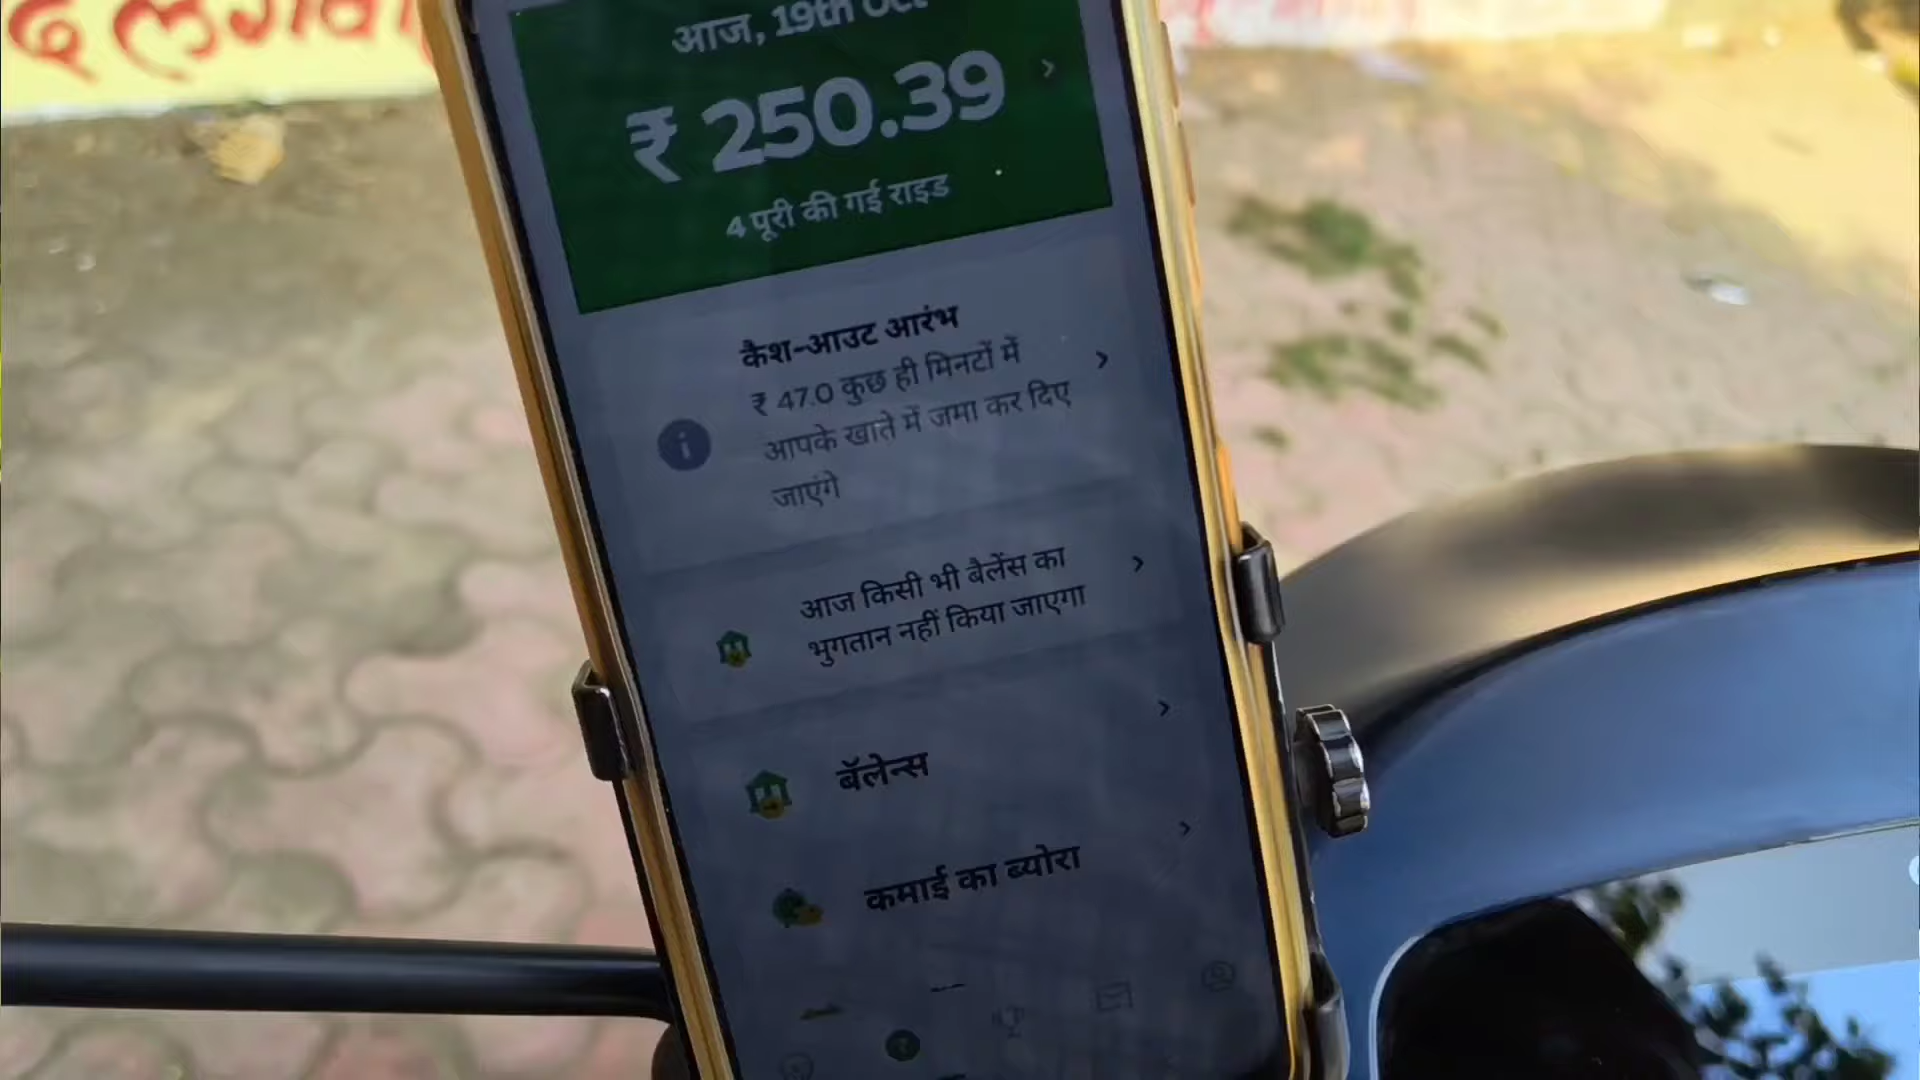 आज, 19th Oct
₹ 250.39
4 पूरी की गई राइड
कैश-आउट आरंभ
₹ 47.0 कुछ ही मिनटों में
आपके खाते में जमा कर दिए
जाएंगे
आज किसी भी बैलेंस का
भुगतान नहीं किया जाएगा
बॅलेन्स
कमाई का ब्योरा